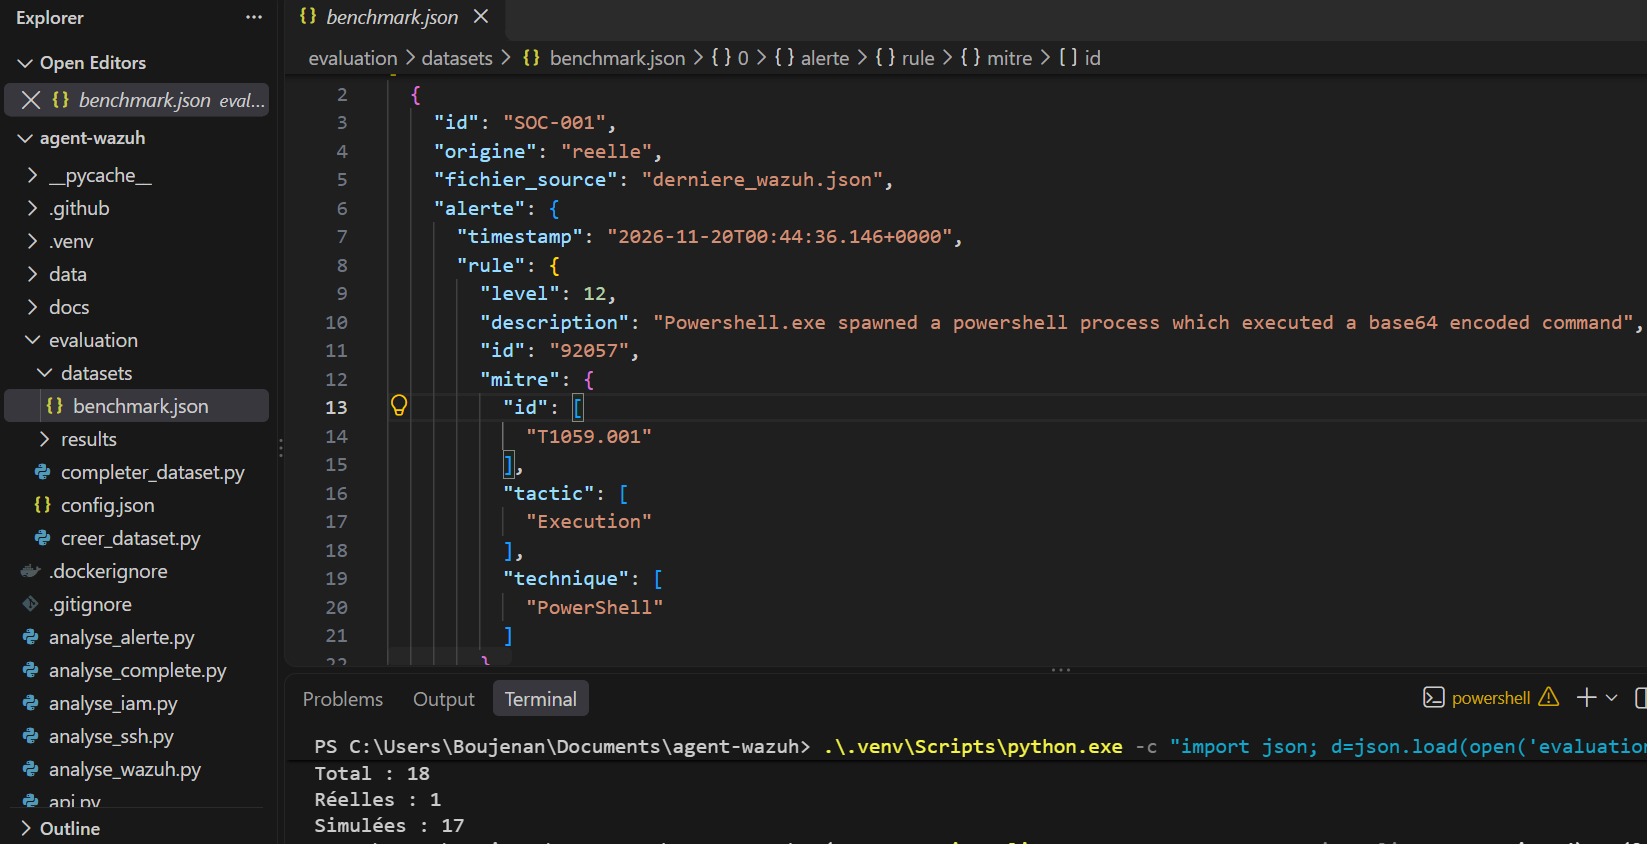 Explorer
Open Editors
benchmark.json eval...
agent-wazuh
__pycache__
.github
.venv
data
docs
evaluation
datasets
benchmark.json
results
completer_dataset.py
config.json
creer_dataset.py
.dockerignore
.gitignore
analyse_alerte.py
analyse_complete.py
analyse_iam.py
analyse_ssh.py
analyse_wazuh.py
api.py
Outline
{} benchmark.json
evaluation > datasets > {} benchmark.json > {} 0 > {} alerte > {} rule > {} mitre > [ ] id
2 {
3 "id": "SOC-001",
4 "origine": "reelle",
5 "fichier_source": "derniere_wazuh.json",
6 "alerte": {
7 "timestamp": "2026-11-20T00:44:36.146+0000",
8 "rule": {
9 "level": 12,
10 "description": "Powershell.exe spawned a powershell process which executed a base64 encoded command",
11 "id": "92057",
12 "mitre": {
13 "id": [
14 "T1059.001"
15 ],
16 "tactic": [
17 "Execution"
18 ],
19 "technique": [
20 "PowerShell"
21 ]
22 }
Problems Output Terminal
powershell
PS C:\Users\Boujenan\Documents\agent-wazuh> .\.venv\Scripts\python.exe -c "import json; d=json.load(open('evaluation
Total : 18
Réelles : 1
Simulées : 17